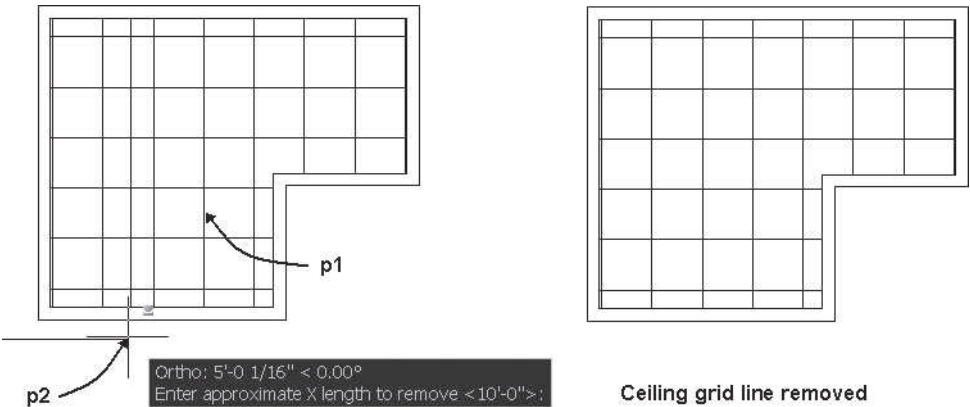 p1
p2
Ortho: 5'-0 1/16" < 0.00°
Enter approximate X length to remove <10'-0">:
Ceiling grid line removed